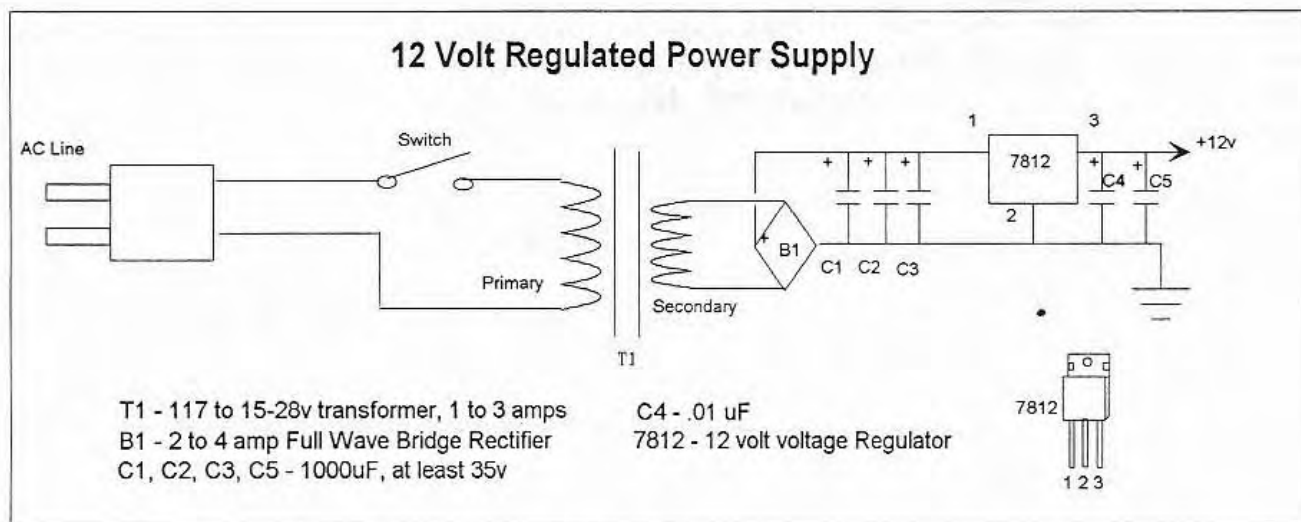 12 Volt Regulated Power Supply
AC Line
Switch
Primary
Secondary
T1
+
B1
+
+
+
C1
C2
C3
1
3
7812
2
+
C4
+
C5
+12v
T1 - 117 to 15-28v transformer, 1 to 3 amps
B1 - 2 to 4 amp Full Wave Bridge Rectifier
C1, C2, C3, C5 - 1000uF, at least 35v
C4 - .01 uF
7812 - 12 volt voltage Regulator
7812
1 2 3